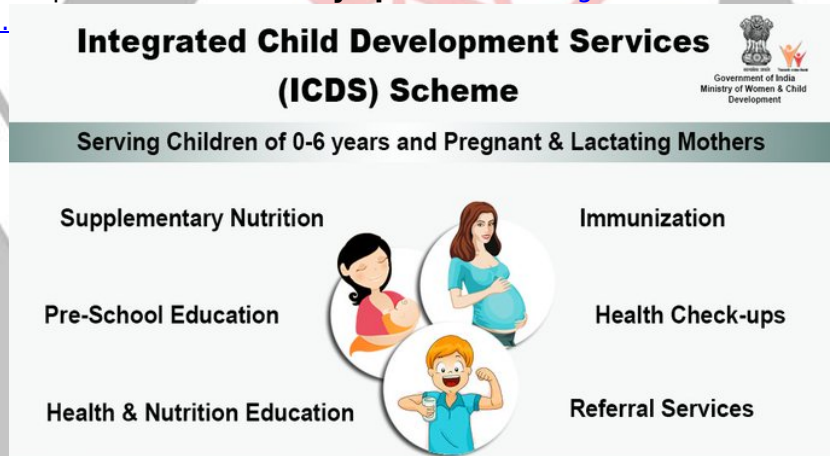 Integrated Child Development Services
(ICDS) Scheme
Government of India
Ministry of Women & Child
Development
Serving Children of 0-6 years and Pregnant & Lactating Mothers
Supplementary Nutrition
Immunization
Pre-School Education
Health Check-ups
Health & Nutrition Education
Referral Services